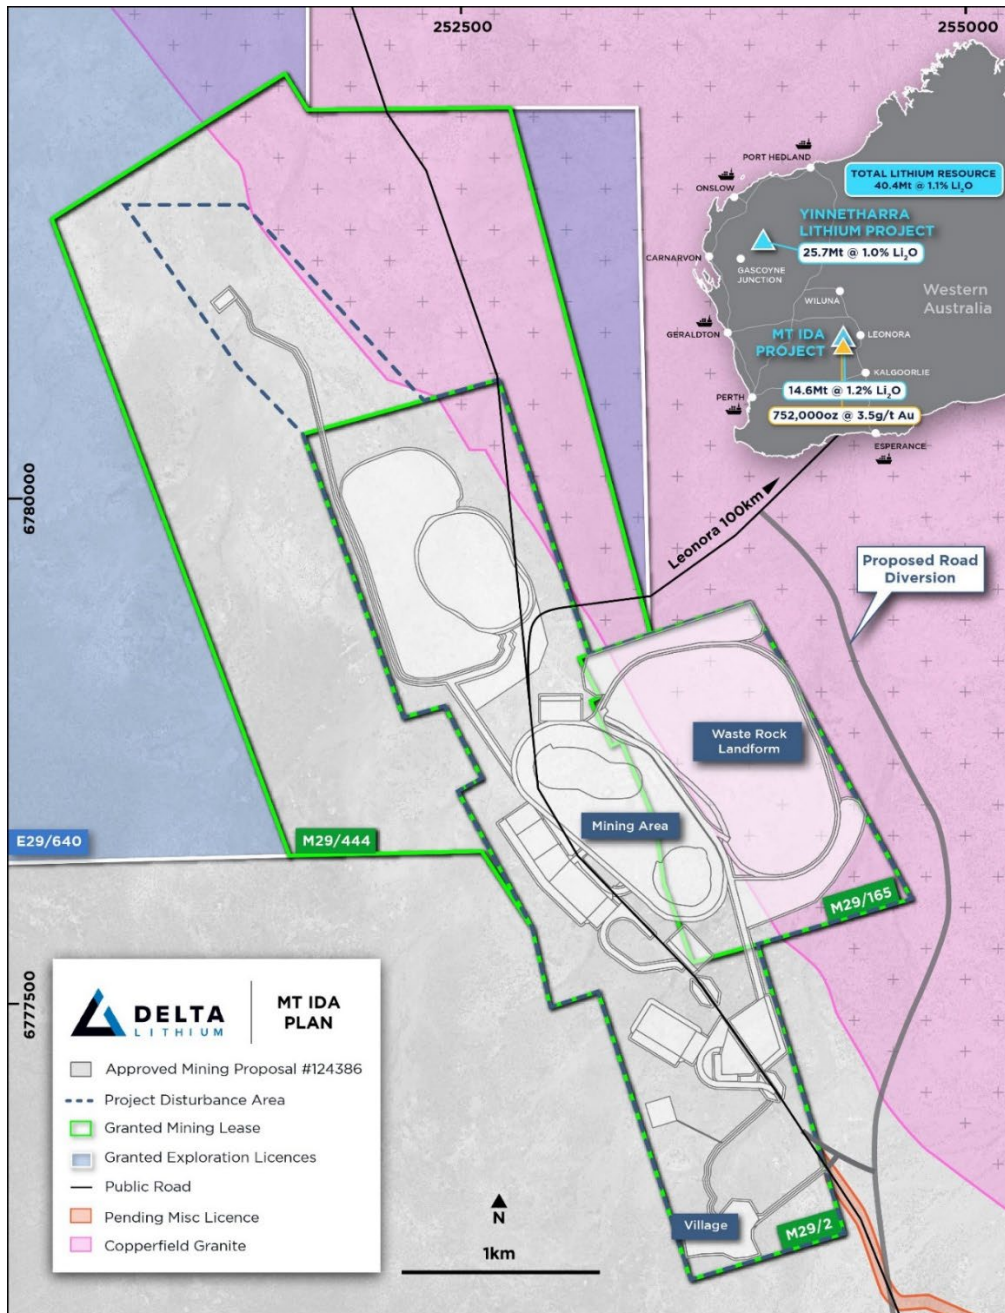 252500
255000
PORT HEDLAND
ONSLOW
TOTAL LITHIUM RESOURCE
40.4Mt @ 1.1% Li₂O
YINNETHARRA
LITHIUM PROJECT
25.7Mt @ 1.0% Li₂O
CARNARVON
GASCOYNE
JUNCTION
WILUNA
Western
Australia
GERALDTON
MT IDA
PROJECT
LEONORA
KALGOORLIE
14.6Mt @ 1.2% Li₂O
PERTH
752,000oz @ 3.5g/t Au
ESPERANCE
6780000
Leonora 100km
Proposed Road
Diversion
Waste Rock
Landform
Mining Area
E29/640
M29/444
M29/165
6777500
DELTA
LITHIUM
MT IDA
PLAN
Approved Mining Proposal #124386
Project Disturbance Area
Granted Mining Lease
Granted Exploration Licences
Public Road
Pending Misc Licence
Copperfield Granite
N
1km
Village
M29/2